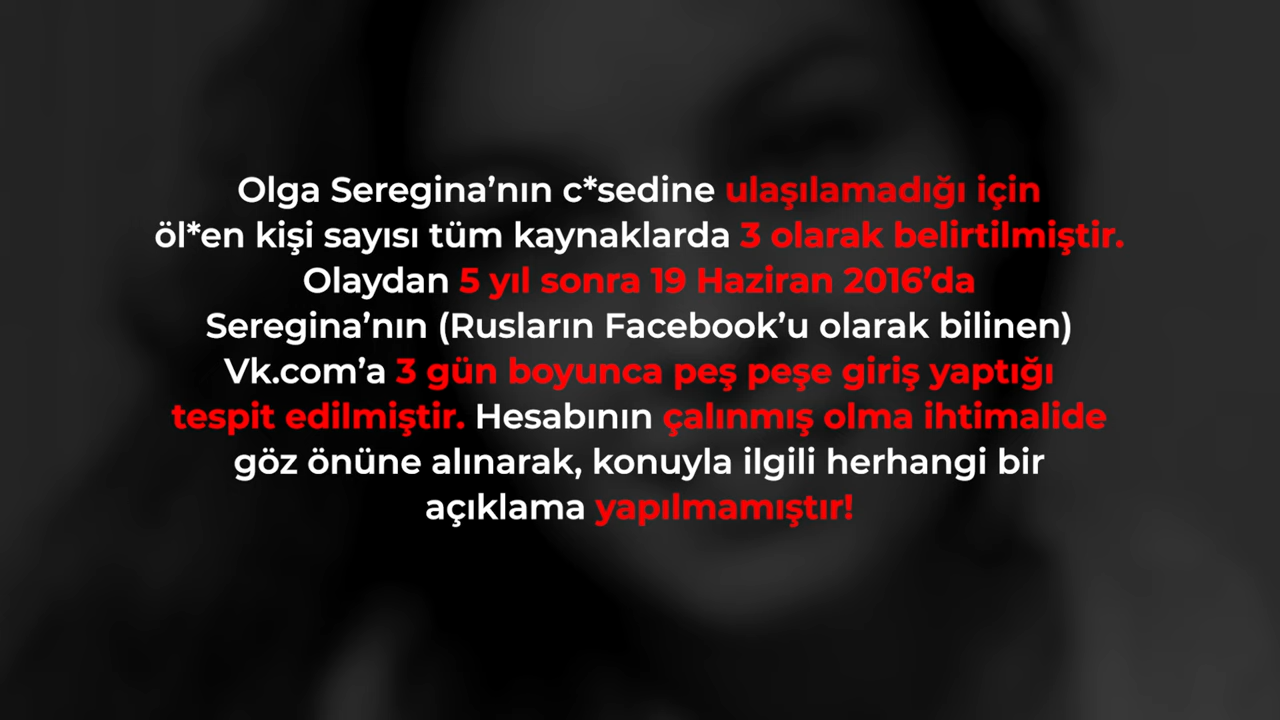 Olga Seregina’nın c*sedine ulaşılamadığı için
öl*en kişi sayısı tüm kaynaklarda 3 olarak belirtilmiştir.
Olaydan 5 yıl sonra 19 Haziran 2016’da
Seregina’nın (Rusların Facebook’u olarak bilinen)
Vk.com’a 3 gün boyunca peş peşe giriş yaptığı
tespit edilmiştir. Hesabının çalınmış olma ihtimalide
göz önüne alınarak, konuyla ilgili herhangi bir
açıklama yapılmamıştır!